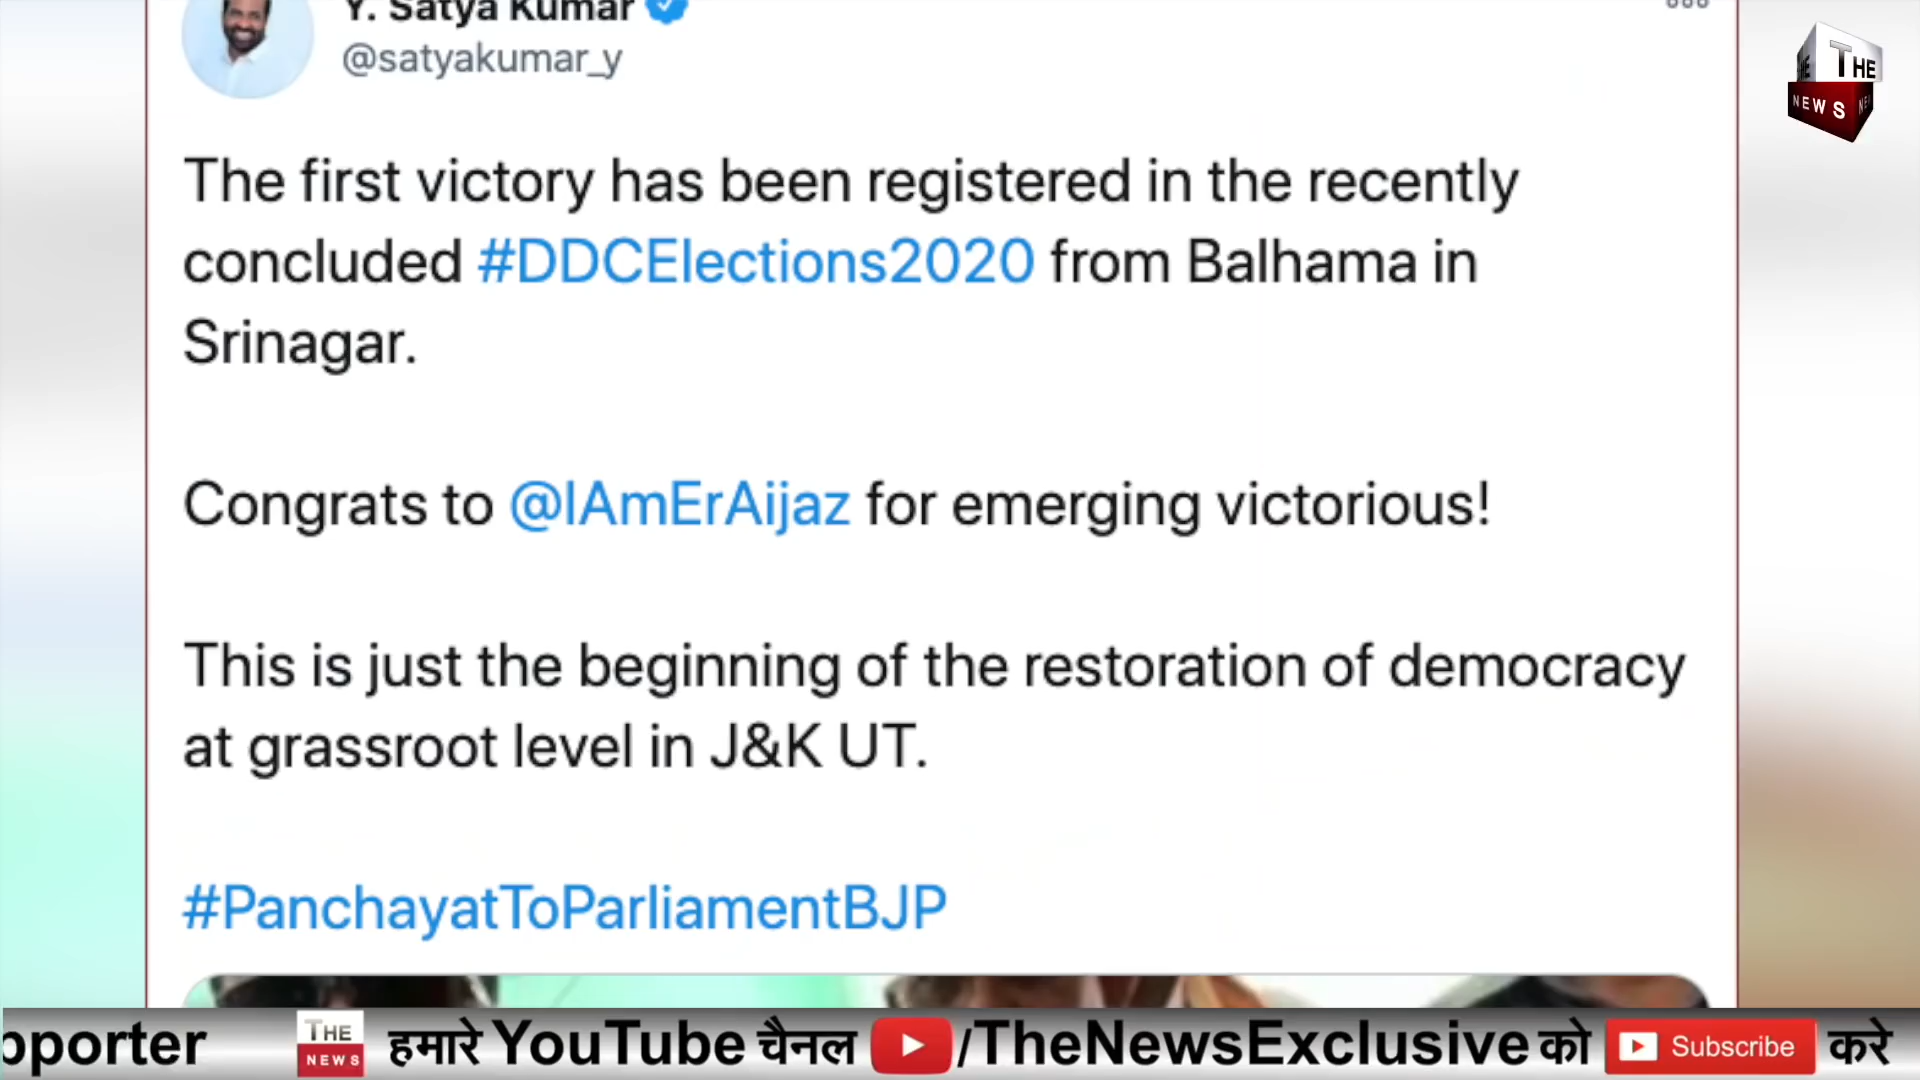 Y. Satya Kumar
@satyakumar_y
THE
NEWS
The first victory has been registered in the recently
concluded #DDCElections2020 from Balhama in
Srinagar.
Congrats to @IAmErAijaz for emerging victorious!
This is just the beginning of the restoration of democracy
at grassroot level in J&K UT.
#PanchayatToParliamentBJP
pporter THE NEWS हमारे YouTube चैनल /TheNewsExclusive को Subscribe करे